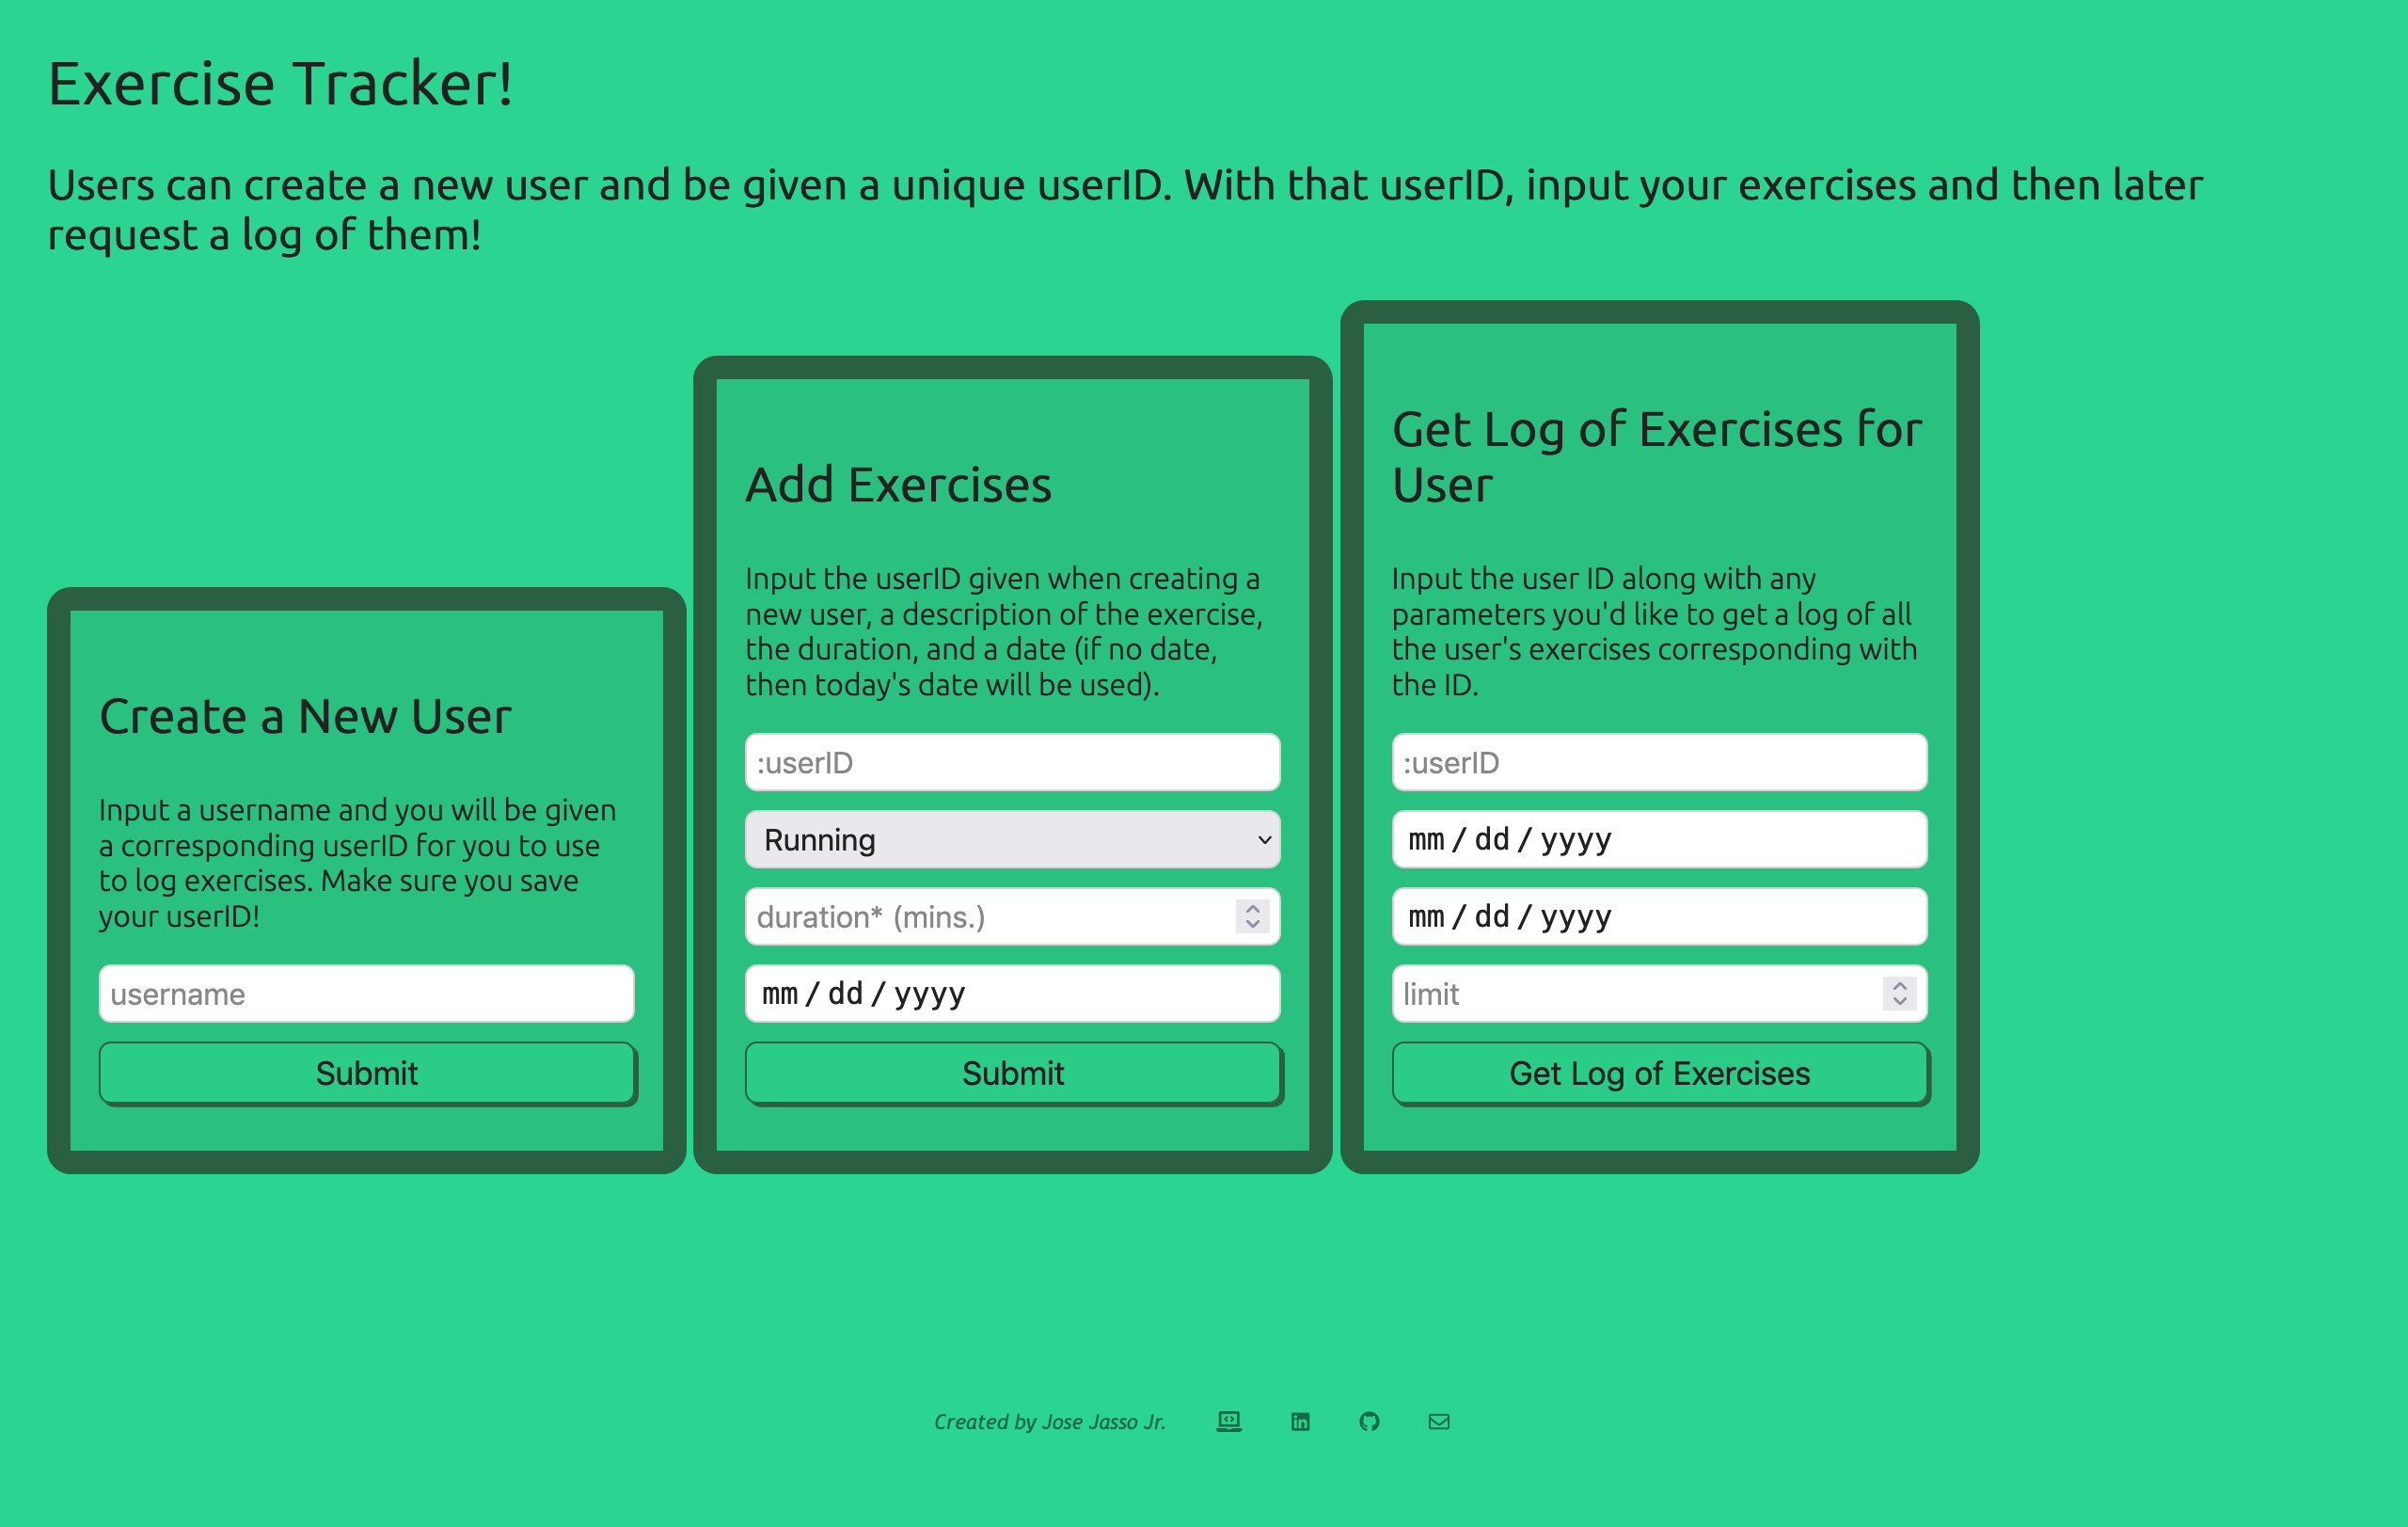 Exercise Tracker!
Users can create a new user and be given a unique userID. With that userID, input your exercises and then later
request a log of them!
Create a New User
Input a username and you will be given
a corresponding userID for you to use
to log exercises. Make sure you save
your userID!
username
Submit
Add Exercises
Input the userID given when creating a
new user, a description of the exercise,
the duration, and a date (if no date,
then today's date will be used).
:userID
Running
duration* (mins.)
mm / dd / yyyy
Submit
Get Log of Exercises for
User
Input the user ID along with any
parameters you'd like to get a log of all
the user's exercises corresponding with
the ID.
:userID
mm / dd / yyyy
mm / dd / yyyy
limit
Get Log of Exercises
Created by Jose Jasso Jr.